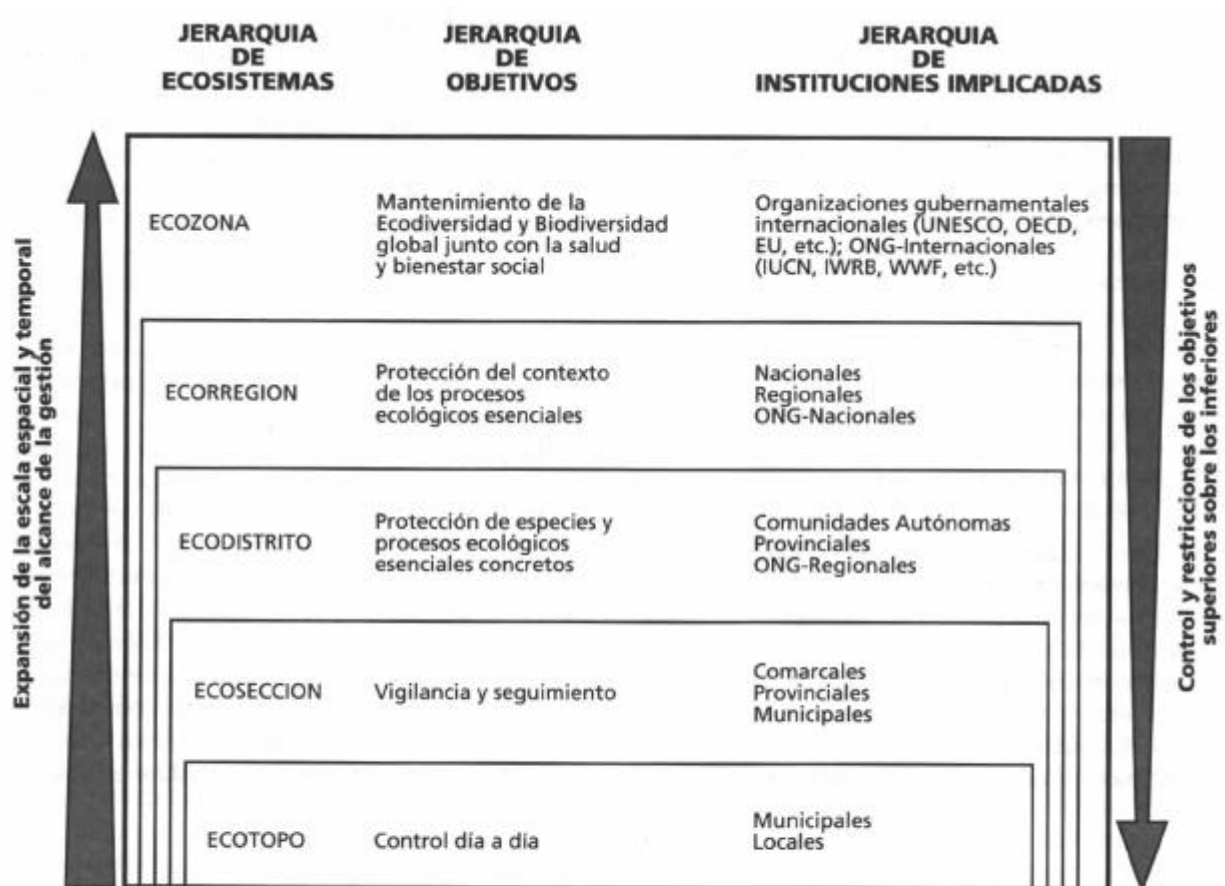 JERARQUIA
DE
ECOSISTEMAS
JERARQUIA
DE
OBJETIVOS
JERARQUIA
DE
INSTITUCIONES IMPLICADAS
Expansión de la escala espacial y temporal
del alcance de la gestión
ECOZONA
Mantenimiento de la
Ecodiversidad y Biodiversidad
global junto con la salud
y bienestar social
Organizaciones gubernamentales
internacionales (UNESCO, OECD,
EU, etc.); ONG-Internacionales
(IUCN, IWRB, WWF, etc.)
ECORREGION
Protección del contexto
de los procesos
ecológicos esenciales
Nacionales
Regionales
ONG-Nacionales
ECODISTRITO
Protección de especies y
procesos ecológicos
esenciales concretos
Comunidades Autónomas
Provinciales
ONG-Regionales
ECOSECCION
Vigilancia y seguimiento
Comarcales
Provinciales
Municipales
ECOTOPO
Control día a dia
Municipales
Locales
Control y restricciones de los objetivos
superiores sobre los inferiores